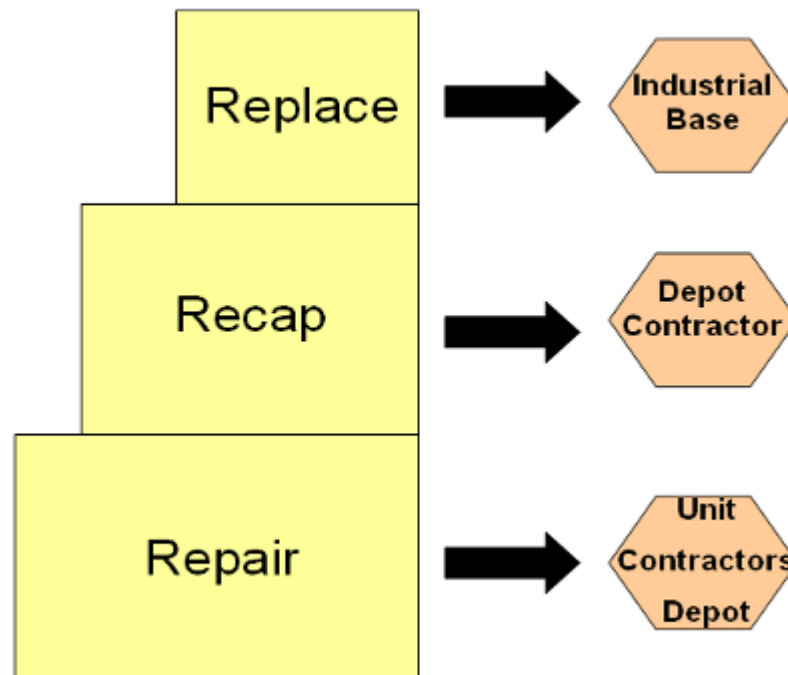 Replace
Industrial
Base
Recap
Depot
Contractor
Repair
Unit
Contractors
Depot